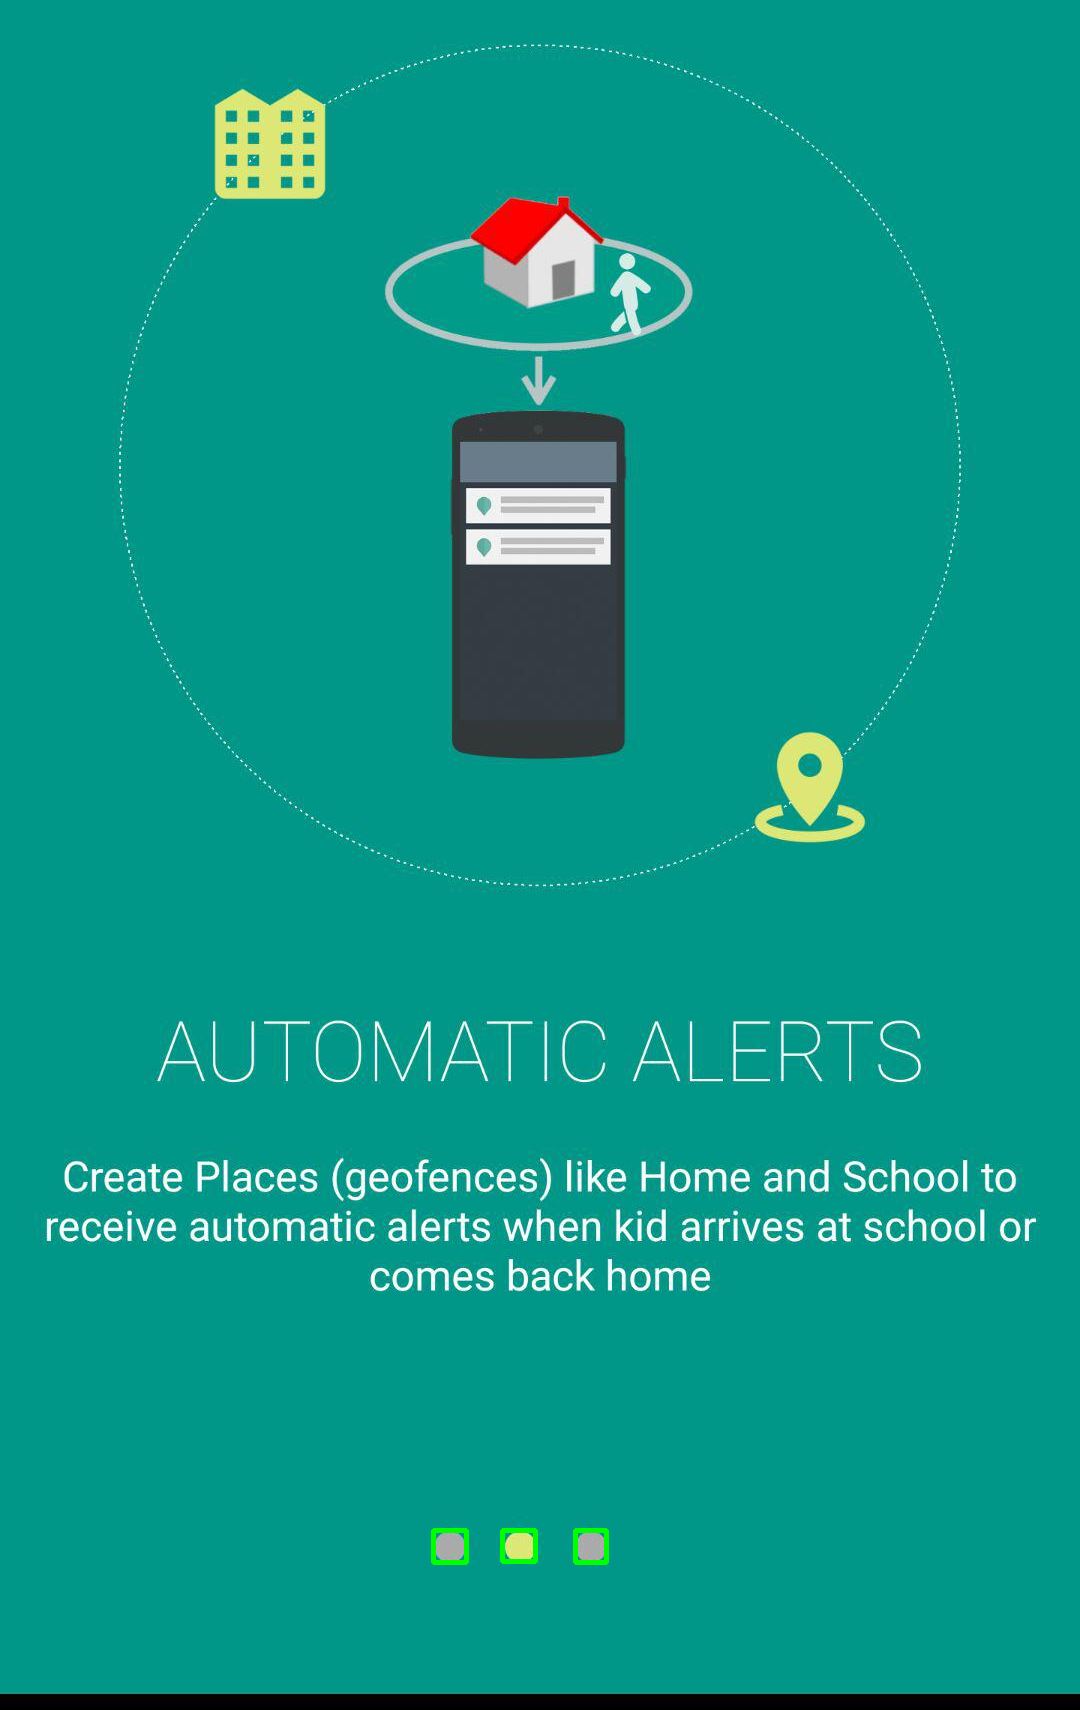 AUTOMATIC ALERTS
Create Places (geofences) like Home and School to
receive automatic alerts when kid arrives at school or
comes back home